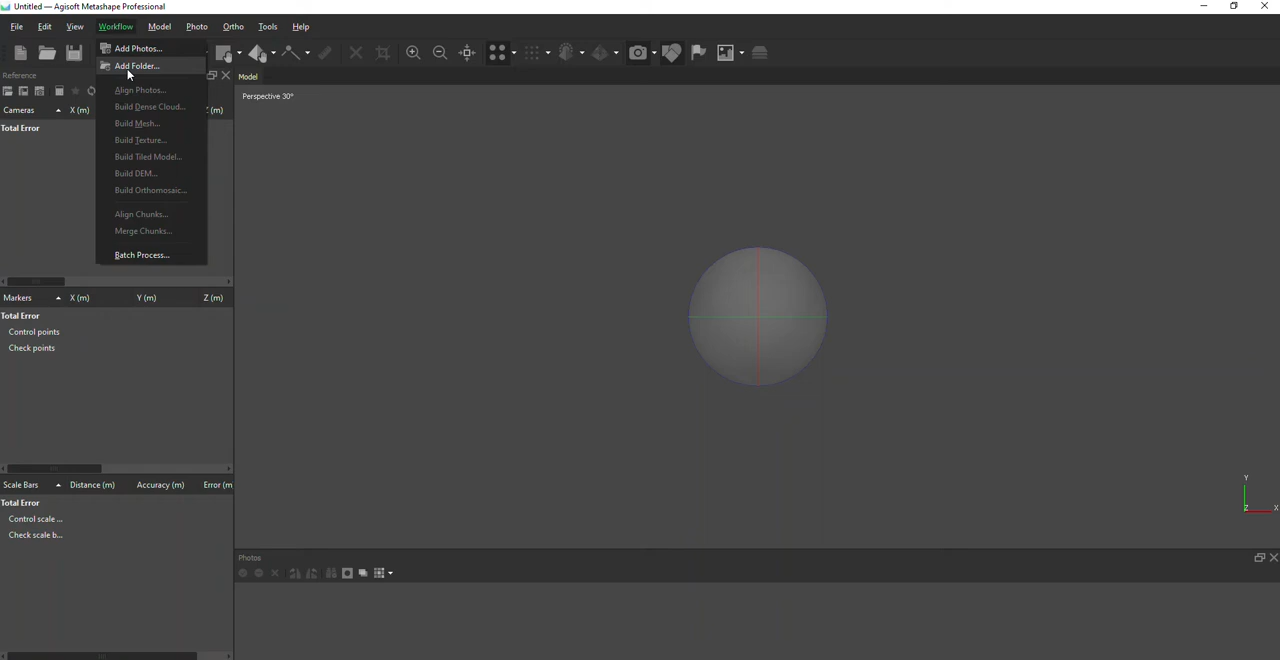 Untitled — Agisoft Metashape Professional
File Edit View Workflow Model Photo Ortho Tools Help
Add Photos...
Add Folder...
Align Photos...
Build Dense Cloud...
Build Mesh...
Build Texture...
Build Tiled Model...
Build DEM...
Build Orthomosaic...
Align Chunks...
Merge Chunks...
Batch Process...
Reference
Cameras X (m) Z (m)
Total Error
Markers X (m) Y (m) Z (m)
Total Error
Control points
Check points
Scale Bars Distance (m) Accuracy (m) Error (m
Total Error
Control scale ...
Check scale b...
Model
Perspective 30°
Y
Z X
Photos